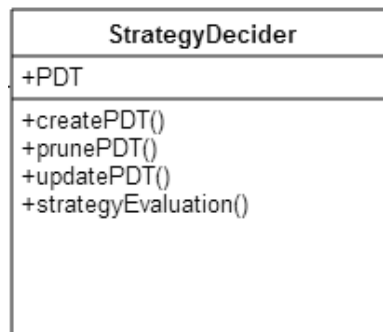 StrategyDecider
+PDT
+createPDT()
+prunePDT()
+updatePDT()
+strategyEvaluation()